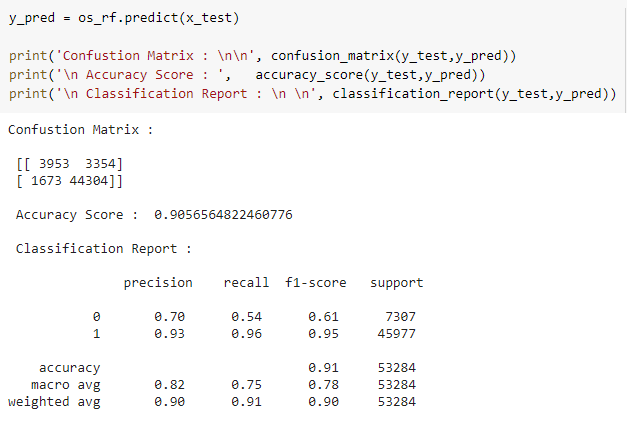 y_pred = os_rf.predict(x_test)
print('Confustion Matrix : \n\n', confusion_matrix(y_test,y_pred))
print('\n Accuracy Score : ',   accuracy_score(y_test,y_pred))
print('\n Classification Report : \n \n', classification_report(y_test,y_pred))
Confustion Matrix :
[[ 3953  3354]
[ 1673 44304]]
Accuracy Score :  0.9056564822460776
Classification Report :
precision    recall  f1-score   support
0       0.70      0.54      0.61      7307
1       0.93      0.96      0.95     45977
accuracy                           0.91     53284
macro avg       0.82      0.75      0.78     53284
weighted avg       0.90      0.91      0.90     53284